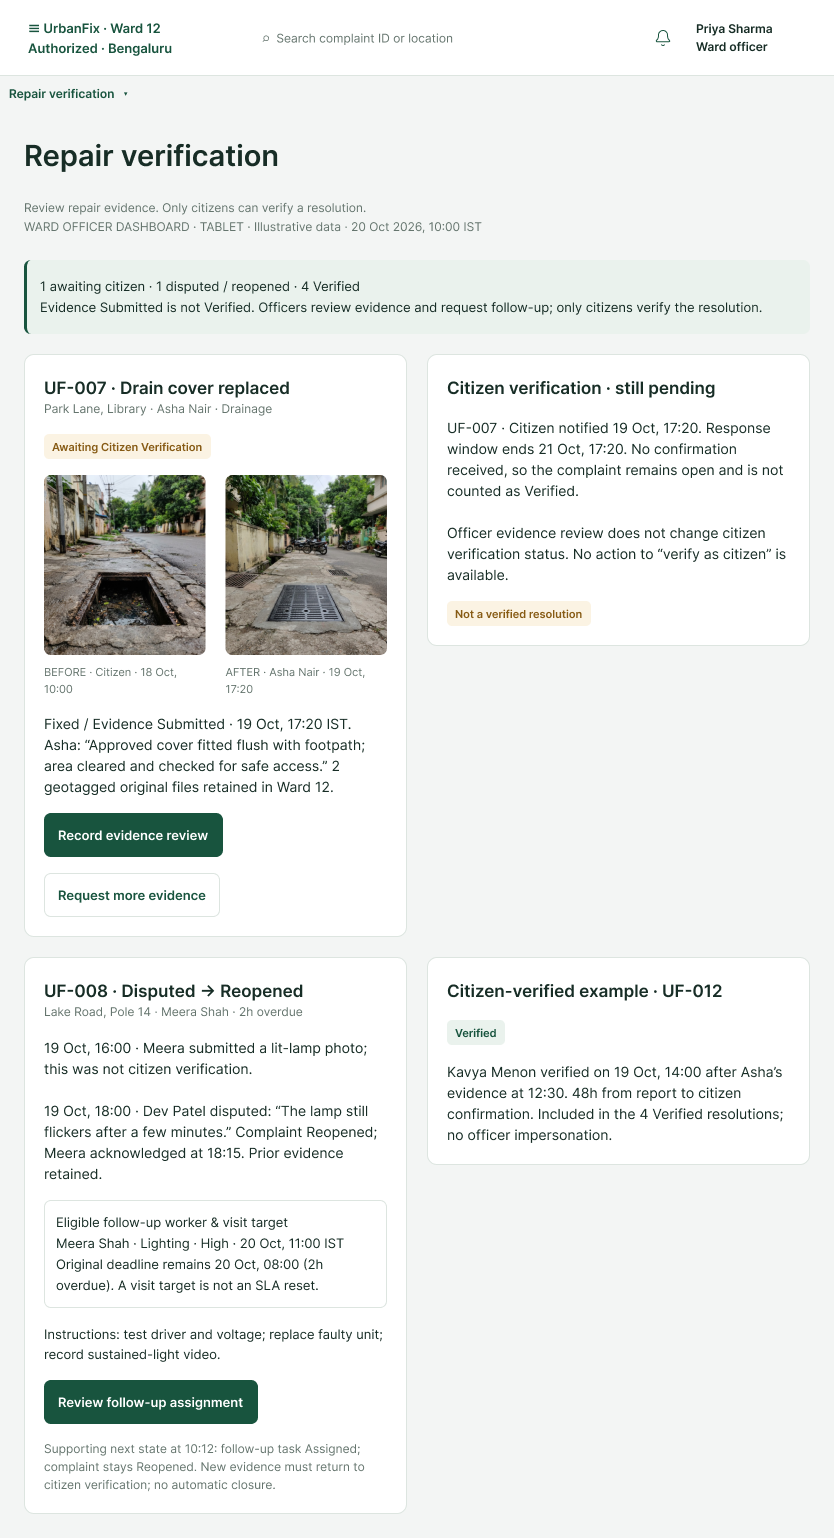 ≡ UrbanFix · Ward 12
Authorized · Bengaluru
⌕ Search complaint ID or location
Priya Sharma
Ward officer
Repair verification ▾
Repair verification
Review repair evidence. Only citizens can verify a resolution.
WARD OFFICER DASHBOARD · TABLET · Illustrative data · 20 Oct 2026, 10:00 IST
1 awaiting citizen · 1 disputed / reopened · 4 Verified
Evidence Submitted is not Verified. Officers review evidence and request follow-up; only citizens verify the resolution.
UF-007 · Drain cover replaced
Park Lane, Library · Asha Nair · Drainage
Awaiting Citizen Verification
BEFORE · Citizen · 18 Oct,
10:00
AFTER · Asha Nair · 19 Oct,
17:20
Fixed / Evidence Submitted · 19 Oct, 17:20 IST.
Asha: “Approved cover fitted flush with footpath;
area cleared and checked for safe access.” 2
geotagged original files retained in Ward 12.
Record evidence review
Request more evidence
Citizen verification · still pending
UF-007 · Citizen notified 19 Oct, 17:20. Response
window ends 21 Oct, 17:20. No confirmation
received, so the complaint remains open and is not
counted as Verified.
Officer evidence review does not change citizen
verification status. No action to “verify as citizen” is
available.
Not a verified resolution
UF-008 · Disputed → Reopened
Lake Road, Pole 14 · Meera Shah · 2h overdue
19 Oct, 16:00 · Meera submitted a lit-lamp photo;
this was not citizen verification.
19 Oct, 18:00 · Dev Patel disputed: “The lamp still
flickers after a few minutes.” Complaint Reopened;
Meera acknowledged at 18:15. Prior evidence
retained.
Eligible follow-up worker & visit target
Meera Shah · Lighting · High · 20 Oct, 11:00 IST
Original deadline remains 20 Oct, 08:00 (2h
overdue). A visit target is not an SLA reset.
Instructions: test driver and voltage; replace faulty unit;
record sustained-light video.
Review follow-up assignment
Supporting next state at 10:12: follow-up task Assigned;
complaint stays Reopened. New evidence must return to
citizen verification; no automatic closure.
Citizen-verified example · UF-012
Verified
Kavya Menon verified on 19 Oct, 14:00 after Asha’s
evidence at 12:30. 48h from report to citizen
confirmation. Included in the 4 Verified resolutions;
no officer impersonation.